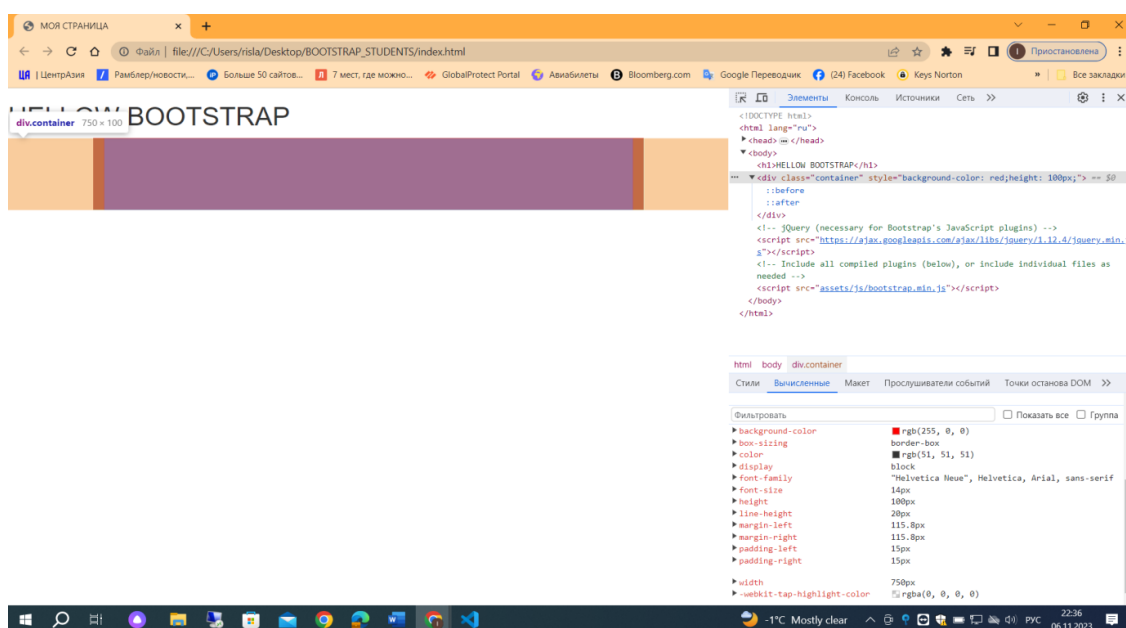 МОЯ СТРАНИЦА
Файл | file:///C:/Users/risla/Desktop/BOOTSTRAP_STUDENTS/index.html
Приостановлена
| ЦентрАзия Рамблер/новости,... Больше 50 сайтов... 7 мест, где можно... GlobalProtect Portal Авиабилеты Bloomberg.com Google Переводчик (24) Facebook Keys Norton » Все закладки
HELLOW BOOTSTRAP
div.container 750 × 100
Элементы Консоль Источники Сеть
<!DOCTYPE html>
<html lang="ru">
<head> ⋯ </head>
<body>
<h1>HELLOW BOOTSTRAP</h1>
<div class="container" style="background-color: red;height: 100px;"> == $0
::before
::after
</div>
<!-- jQuery (necessary for Bootstrap's JavaScript plugins) -->
<script src="https://ajax.googleapis.com/ajax/libs/jquery/1.12.4/jquery.min.
s"></script>
<!-- Include all compiled plugins (below), or include individual files as
needed -->
<script src="assets/js/bootstrap.min.js"></script>
</body>
</html>
html body div.container
Стили Вычисленные Макет Прослушиватели событий Точки останова DOM
Фильтровать Показать все Группа
background-color rgb(255, 0, 0)
box-sizing border-box
color rgb(51, 51, 51)
display block
font-family "Helvetica Neue", Helvetica, Arial, sans-serif
font-size 14px
height 100px
line-height 20px
margin-left 115.8px
margin-right 115.8px
padding-left 15px
padding-right 15px
width 750px
-webkit-tap-highlight-color rgba(0, 0, 0, 0)
-1°C Mostly clear РУС 22:36
06.11.2023